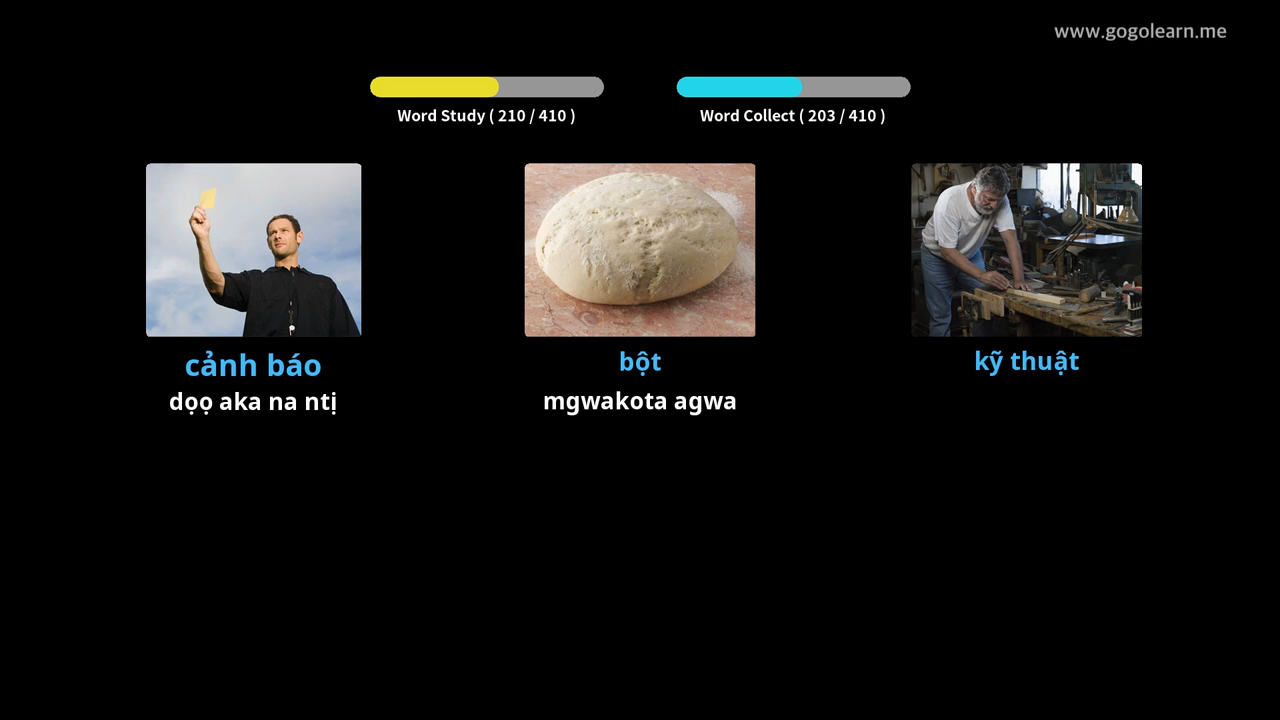 www.gogolearn.me
Word Study ( 210 / 410 )
Word Collect ( 203 / 410 )
cảnh báo
dọọ aka na ntị
bột
mgwakota agwa
kỹ thuật